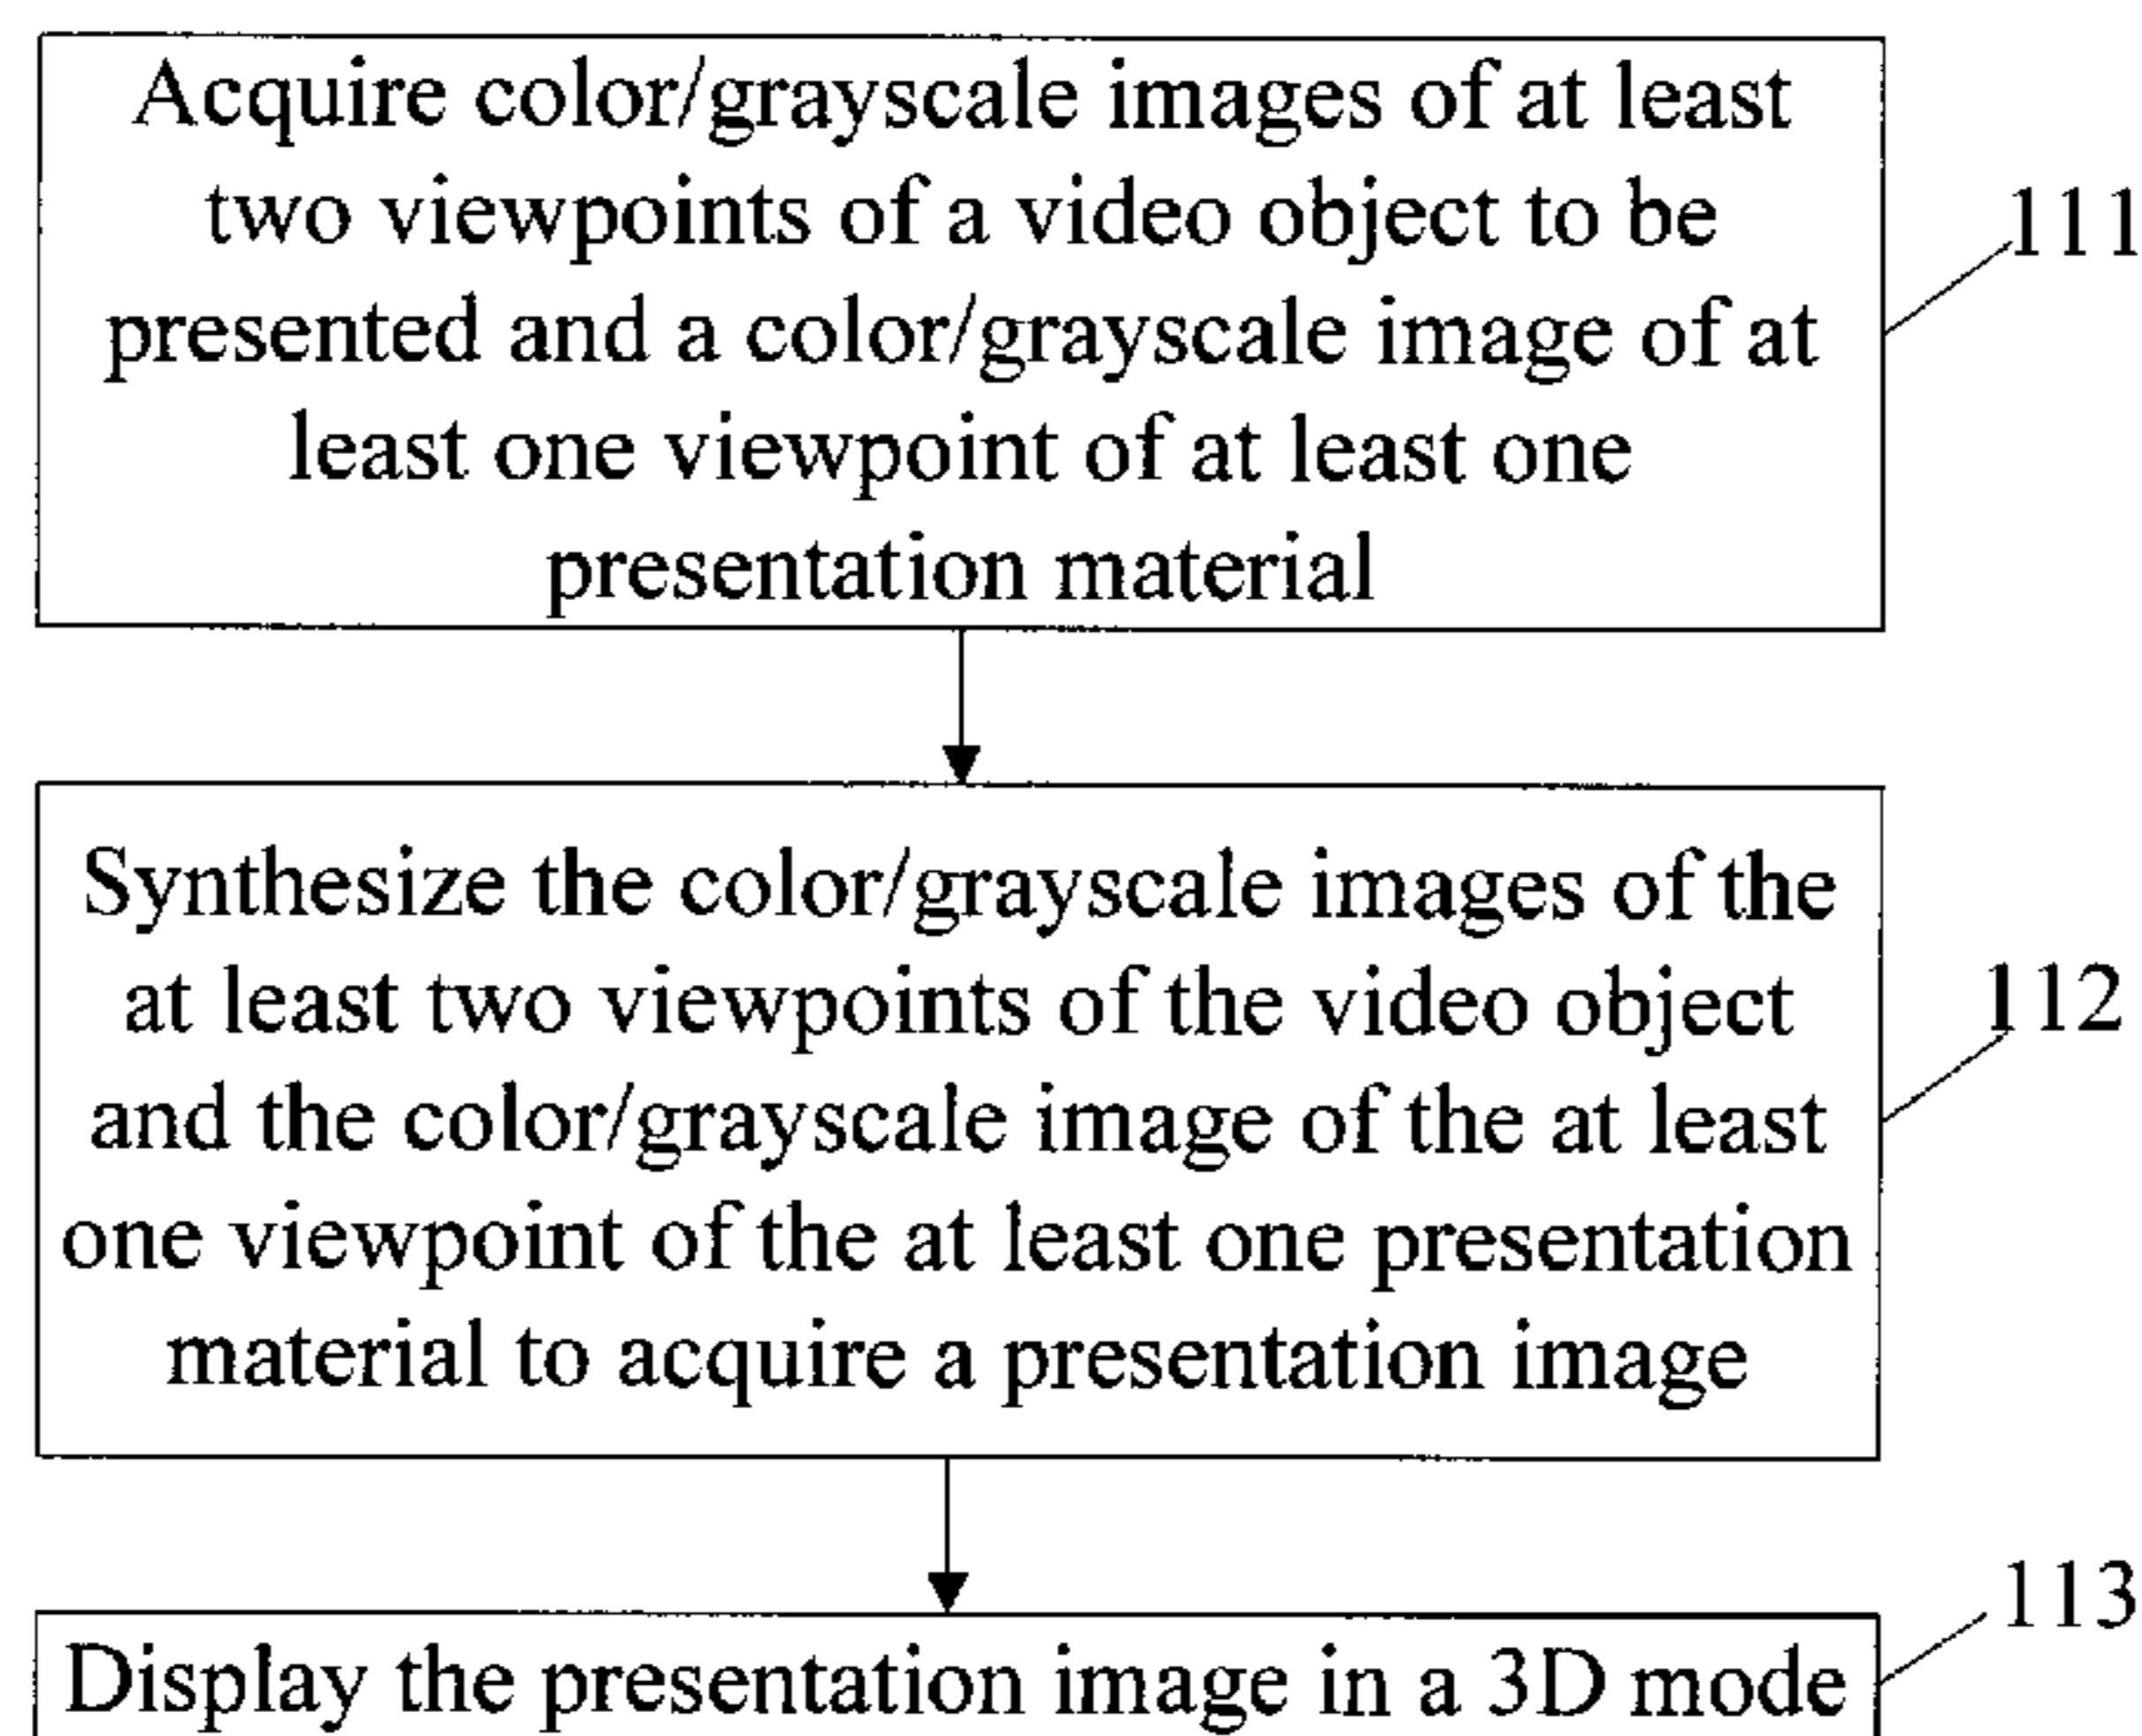 Acquire color/grayscale images of at least
two viewpoints of a video object to be
presented and a color/grayscale image of at
least one viewpoint of at least one
presentation material
111
Synthesize the color/grayscale images of the
at least two viewpoints of the video object
and the color/grayscale image of the at least
one viewpoint of the at least one presentation
material to acquire a presentation image
112
Display the presentation image in a 3D mode
113